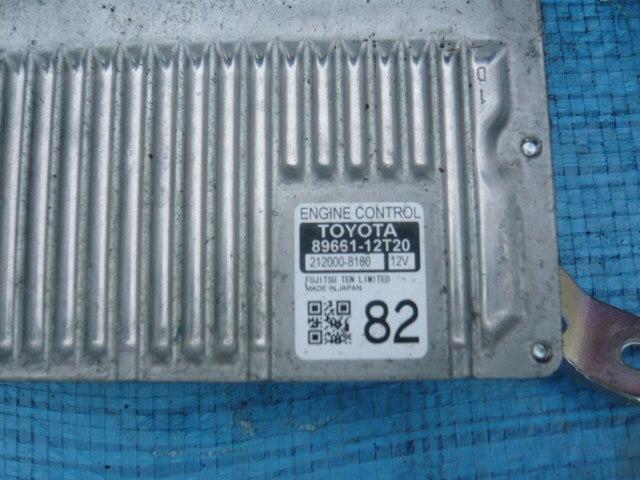 ENGINE CONTROL
TOYOTA
89661-12T20
212000-8180 12V
FUJITSU TEN LIMITED
MADE IN JAPAN
82